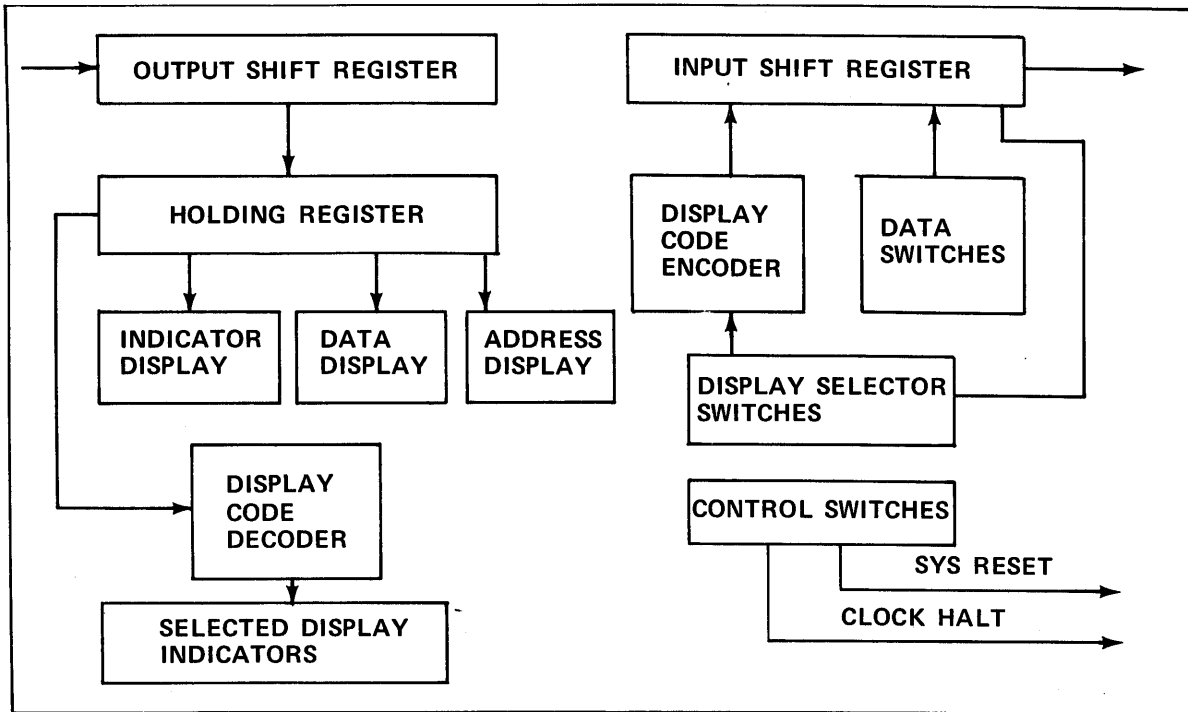 OUTPUT SHIFT REGISTER
HOLDING REGISTER
INDICATOR
DISPLAY
DATA
DISPLAY
ADDRESS
DISPLAY
DISPLAY
CODE
DECODER
SELECTED DISPLAY
INDICATORS
INPUT SHIFT REGISTER
DISPLAY
CODE
ENCODER
DATA
SWITCHES
DISPLAY SELECTOR
SWITCHES
CONTROL SWITCHES
SYS RESET
CLOCK HALT